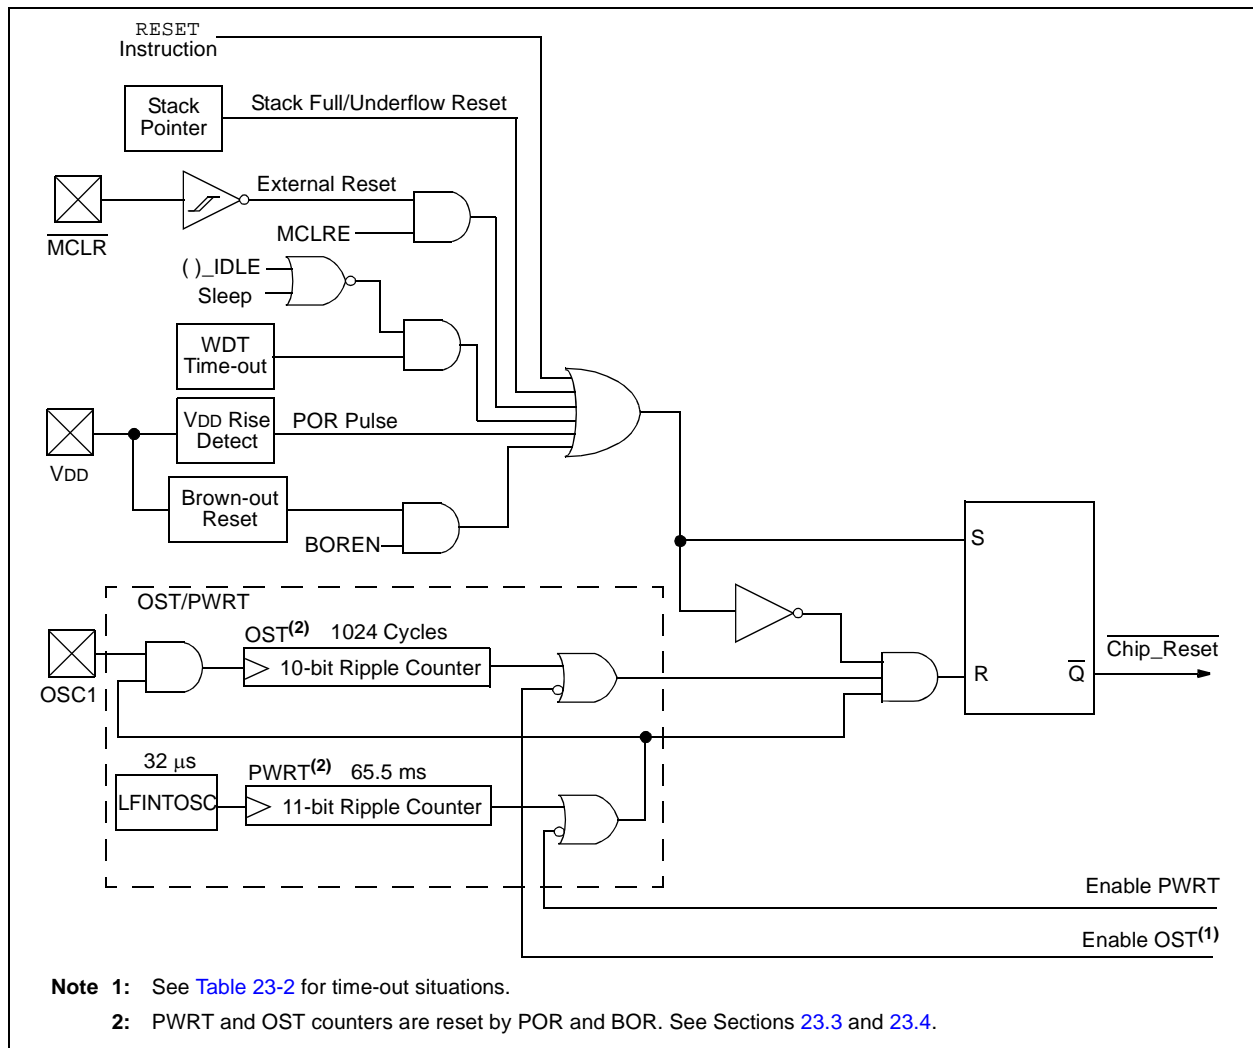 RESET
Instruction
Stack
Pointer
Stack Full/Underflow Reset
External Reset
MCLR
MCLRE
( )_IDLE
Sleep
WDT
Time-out
VDD Rise
Detect
POR Pulse
VDD
Brown-out
Reset
BOREN
S
OST/PWRT
OST(2) 1024 Cycles
10-bit Ripple Counter
OSC1
Chip_Reset
R
Q
32 μs
PWRT(2) 65.5 ms
LFINTOSC
11-bit Ripple Counter
Enable PWRT
Enable OST(1)
Note 1: See Table 23-2 for time-out situations.
2: PWRT and OST counters are reset by POR and BOR. See Sections 23.3 and 23.4.